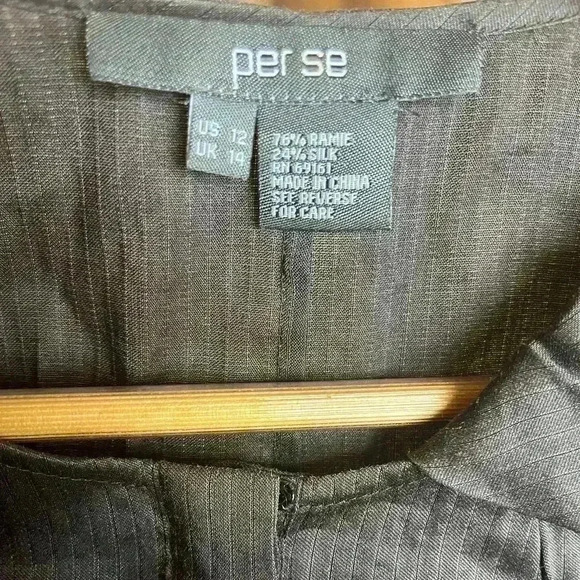 per se
US 12
UK 14
76% RAMIE
24% SILK
RN 69161
MADE IN CHINA
SEE REVERSE
FOR CARE